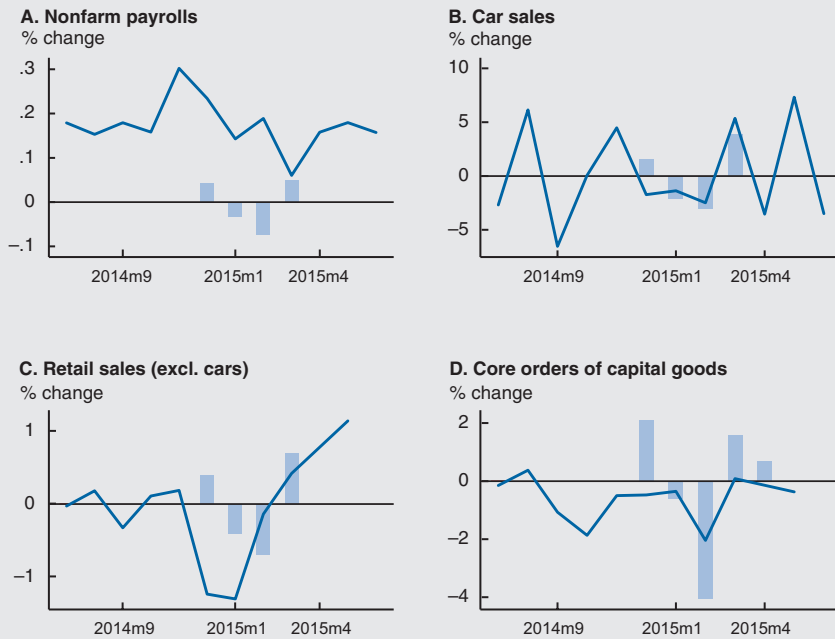 A. Nonfarm payrolls
% change
.3
.2
.1
0
–.1
2014m9 2015m1 2015m4
B. Car sales
% change
10
5
0
–5
2014m9 2015m1 2015m4
C. Retail sales (excl. cars)
% change
1
0
–1
2014m9 2015m1 2015m4
D. Core orders of capital goods
% change
2
0
–2
–4
2014m9 2015m1 2015m4